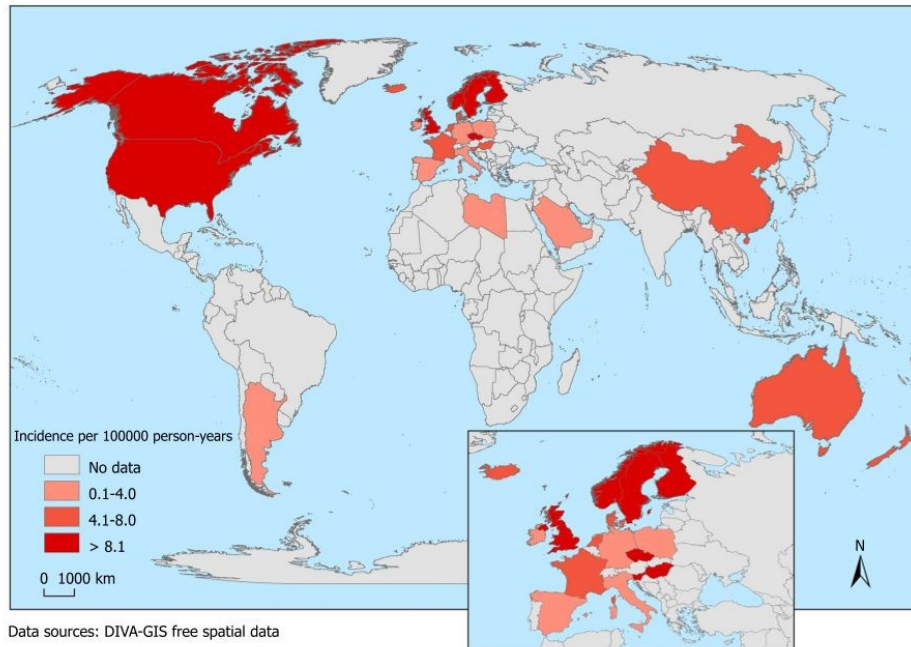 Incidence per 100000 person-years
No data
0.1-4.0
4.1-8.0
> 8.1
0 1000 km
N
Data sources: DIVA-GIS free spatial data